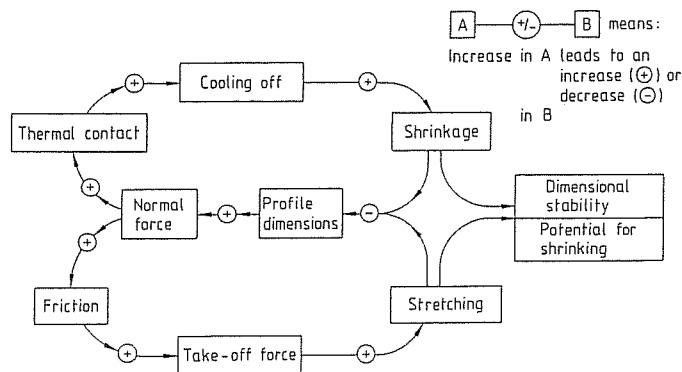 A +/- B means:
Increase in A leads to an
increase (+) or
decrease (-)
in B
Cooling off
+
+
Thermal contact
Shrinkage
+
Normal
force
+
Profile
dimensions
-
Dimensional
stability
Potential for
shrinking
+
Friction
Stretching
+
Take-off force
+